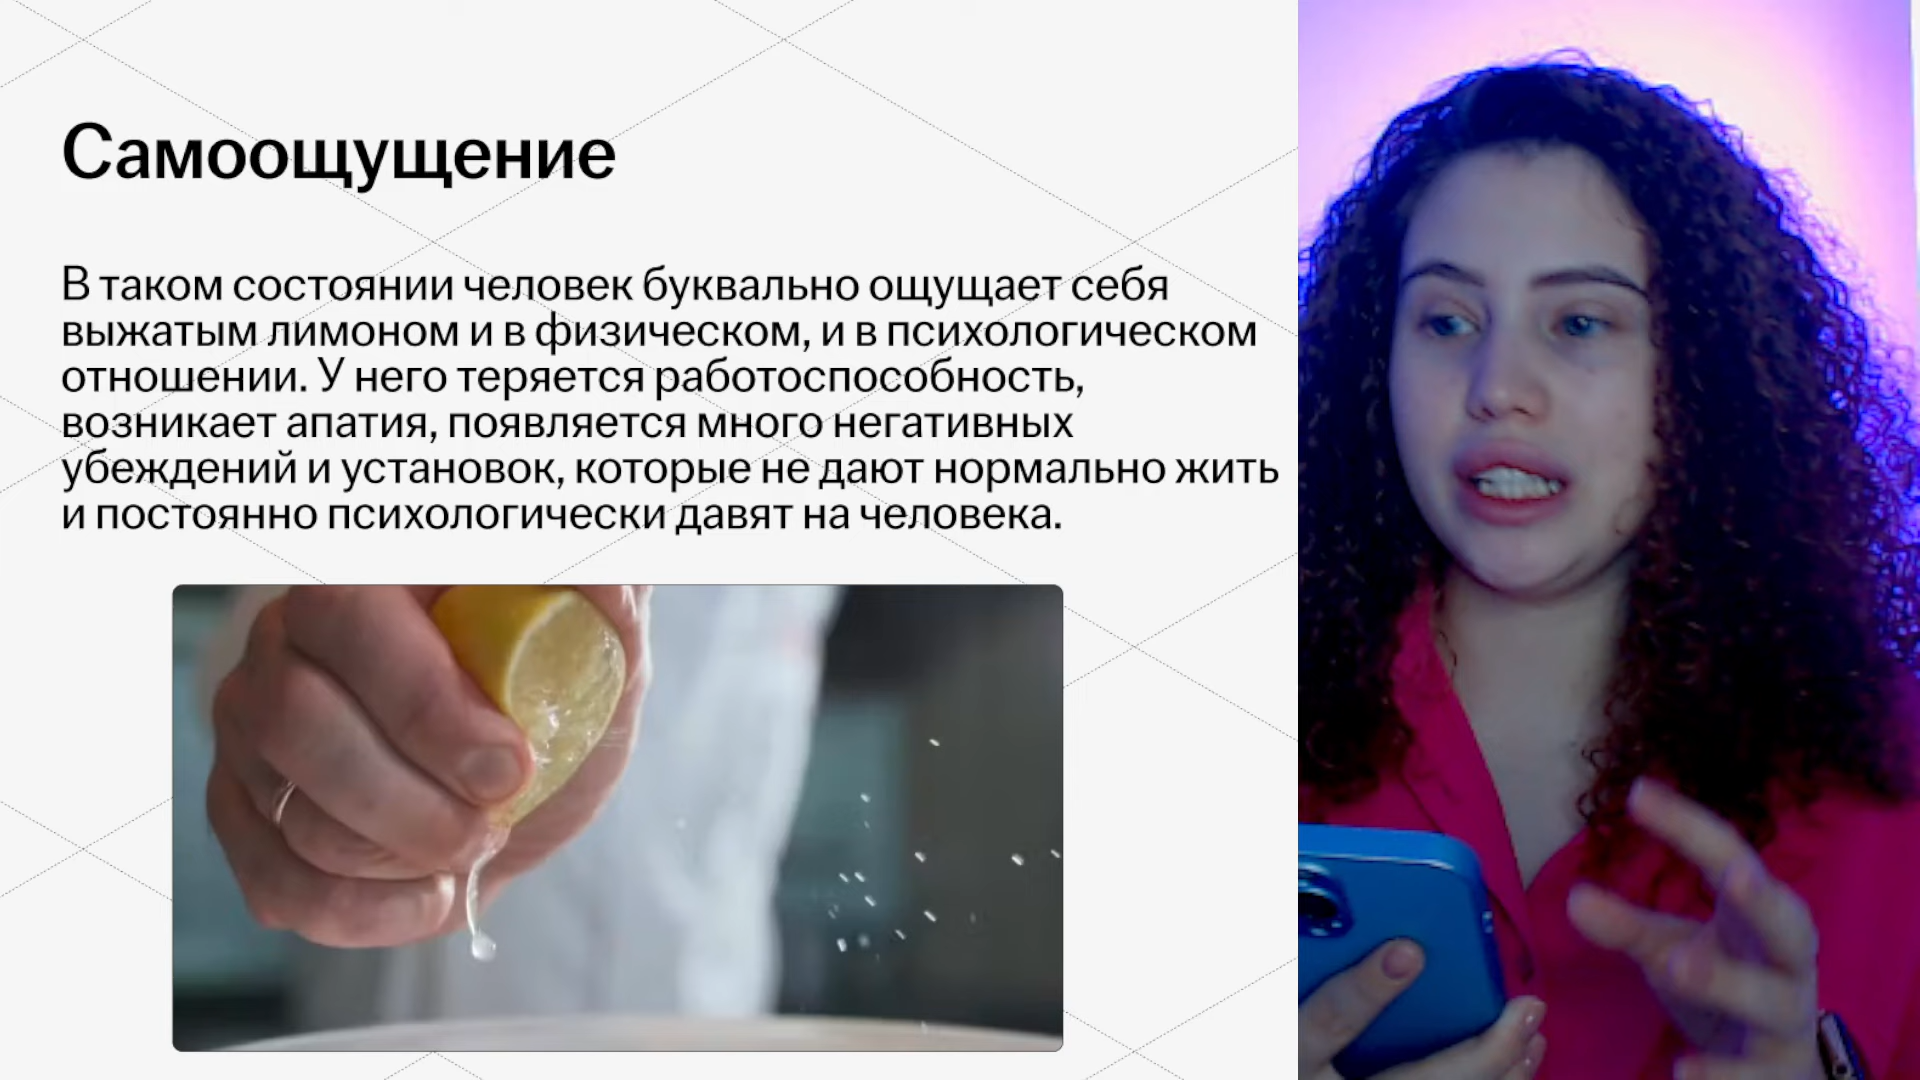 Самоощущение
В таком состоянии человек буквально ощущает себя
выжатым лимоном и в физическом, и в психологическом
отношении. У него теряется работоспособность,
возникает апатия, появляется много негативных
убеждений и установок, которые не дают нормально жить
и постоянно психологически давят на человека.